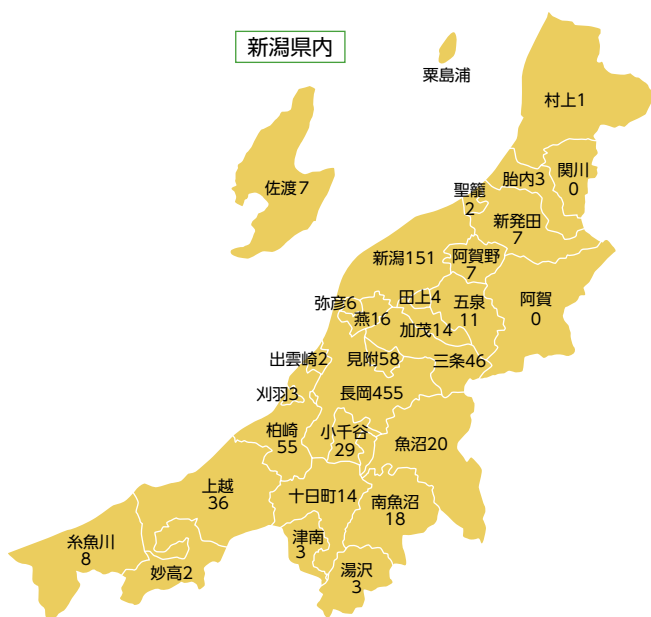 新潟県内
粟島浦
村上1
佐渡7
胎内3
関川
0
聖籠
2
新発田
7
新潟151
阿賀野
7
阿賀
0
弥彦6
燕16
田上4
五泉
11
加茂14
出雲崎2
見附58
三条46
刈羽3
長岡455
柏崎
55
小千谷
29
魚沼20
上越
36
十日町14
南魚沼
18
糸魚川
8
妙高2
津南
3
湯沢
3